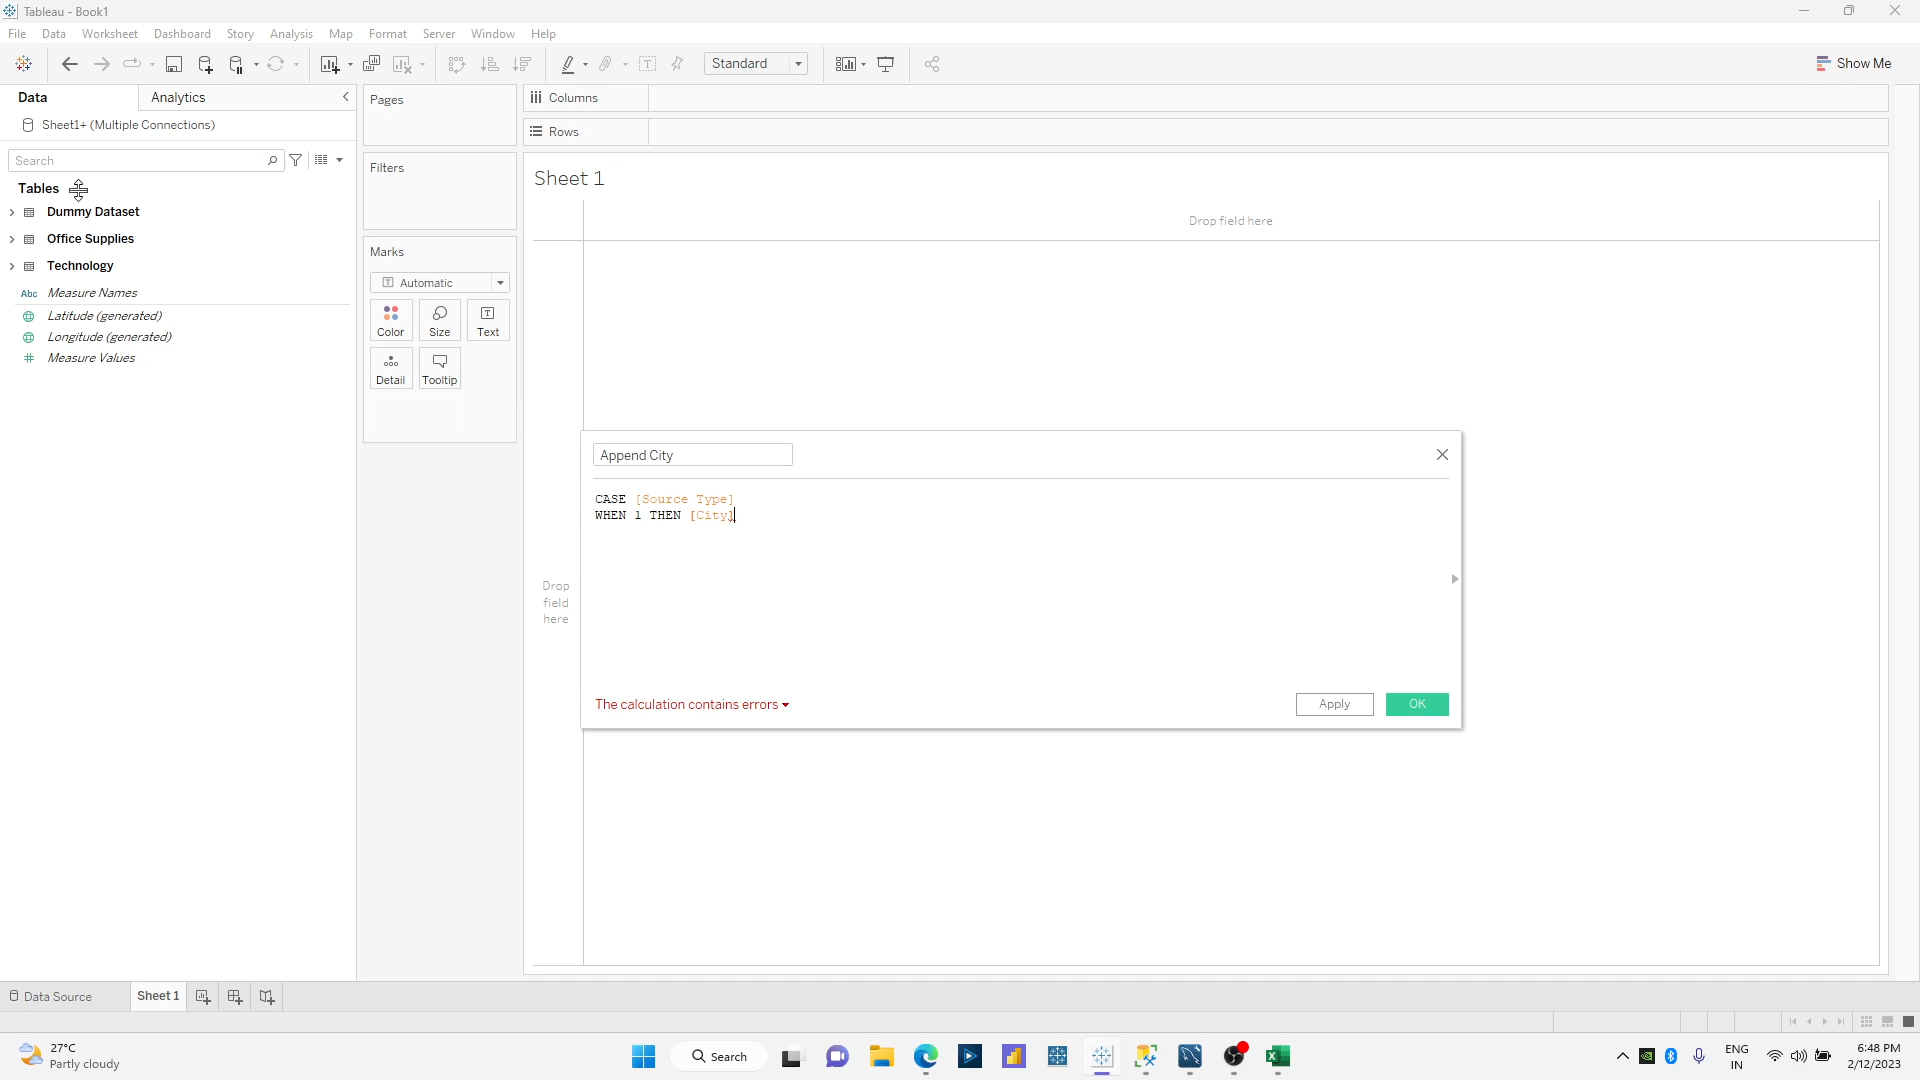 Tableau - Book1
File Data Worksheet Dashboard Story Analysis Map Format Server Window Help
Standard
Show Me
Data Analytics
Pages
Columns
Sheet1+ (Multiple Connections)
Rows
Search
Filters
Sheet 1
Tables
Dummy Dataset
Drop field here
Office Supplies
Marks
Technology
Automatic
Abc Measure Names
Latitude (generated)
Color Size Text
Longitude (generated)
Measure Values
Detail Tooltip
Append City
CASE [Source Type]
WHEN 1 THEN [City]
Drop
field
here
The calculation contains errors
Apply OK
Data Source Sheet 1
27°C
Partly cloudy
Search
ENG
IN
6:48 PM
2/12/2023